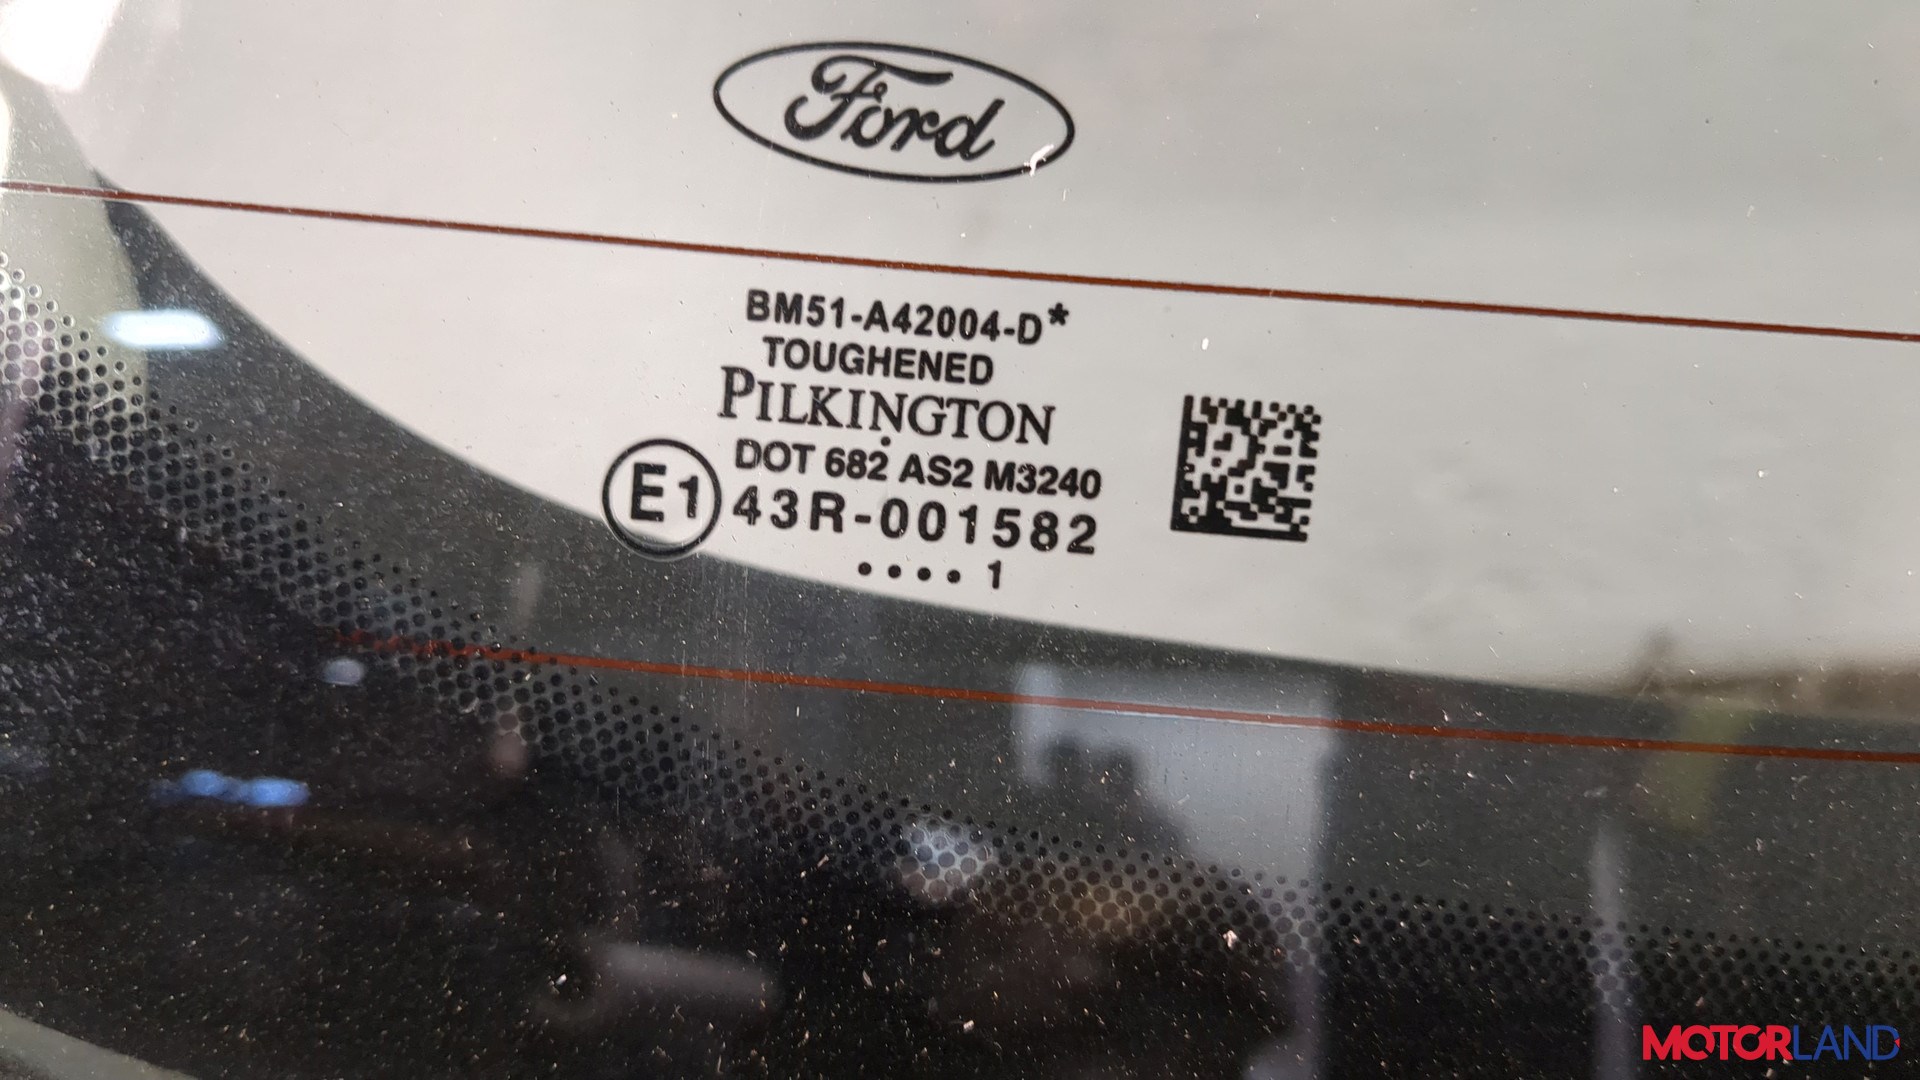 Ford
BM51-A42004-D*
TOUGHENED
PILKINGTON
DOT 682 AS2 M3240
E1 43R-001582
.... 1
MOTORLAND